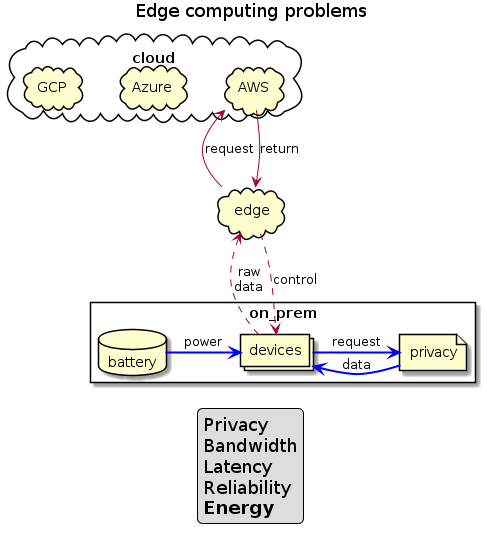 Edge computing problems
cloud
GCP
Azure
AWS
request
return
edge
raw
data
control
on_prem
battery
power
devices
request
data
privacy
Privacy
Bandwidth
Latency
Reliability
Energy